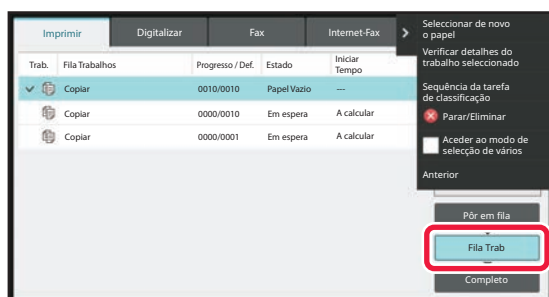 Imprimir
Digitalizar
Fax
Internet-Fax
Trab.
Fila Trabalhos
Progresso / Def.
Estado
Iniciar
Tempo
Copiar
0010/0010
Papel Vazio
---
Copiar
0000/0010
Em espera
A calcular
Copiar
0000/0001
Em espera
A calcular
Seleccionar de novo
o papel
Verificar detalhes do
trabalho seleccionado
Sequência da tarefa
de classificação
Parar/Eliminar
Aceder ao modo de
selecção de vários
Anterior
Pôr em fila
Fila Trab
Completo